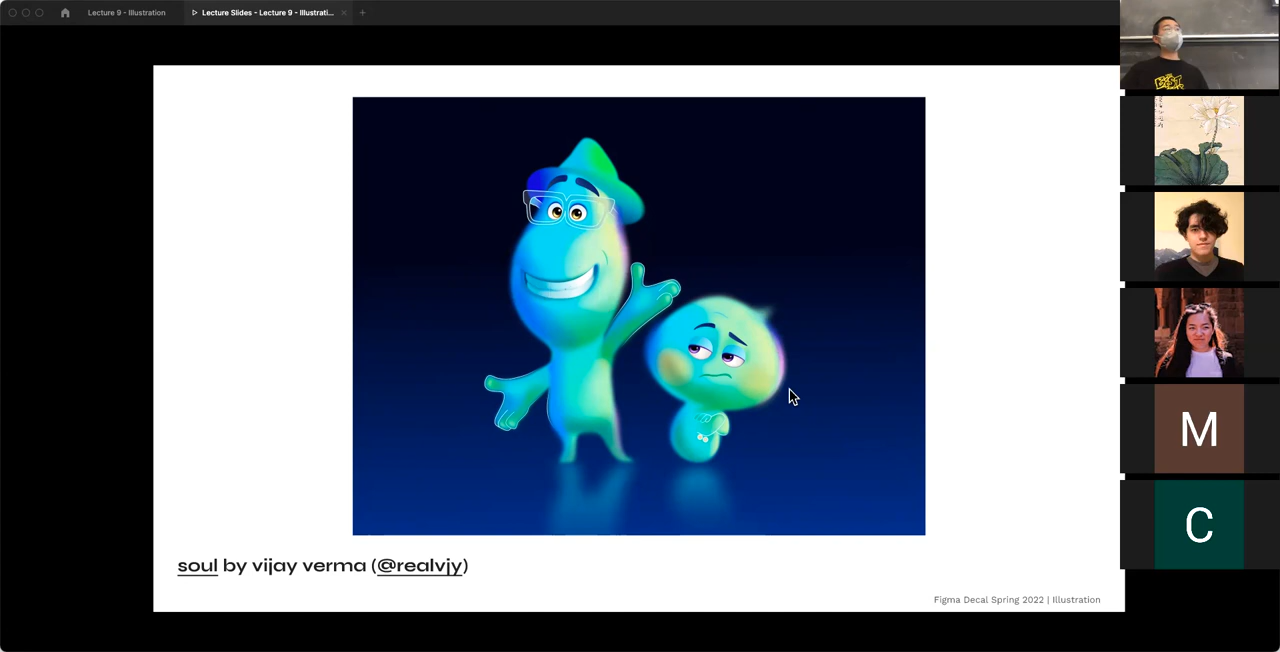 Lecture 9 - Illustration
Lecture Slides - Lecture 9 - Illustrati...
soul by vijay verma (@realvjy)
Figma Decal Spring 2022 | Illustration
M
C